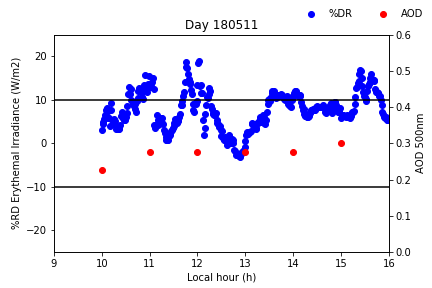 %DR AOD
Day 180511
%RD Erythemal Irradiance (W/m2)
20
10
0
−10
−20
0.6
0.5
0.4
0.3
0.2
0.1
0.0
AOD 500nm
9 10 11 12 13 14 15 16
Local hour (h)